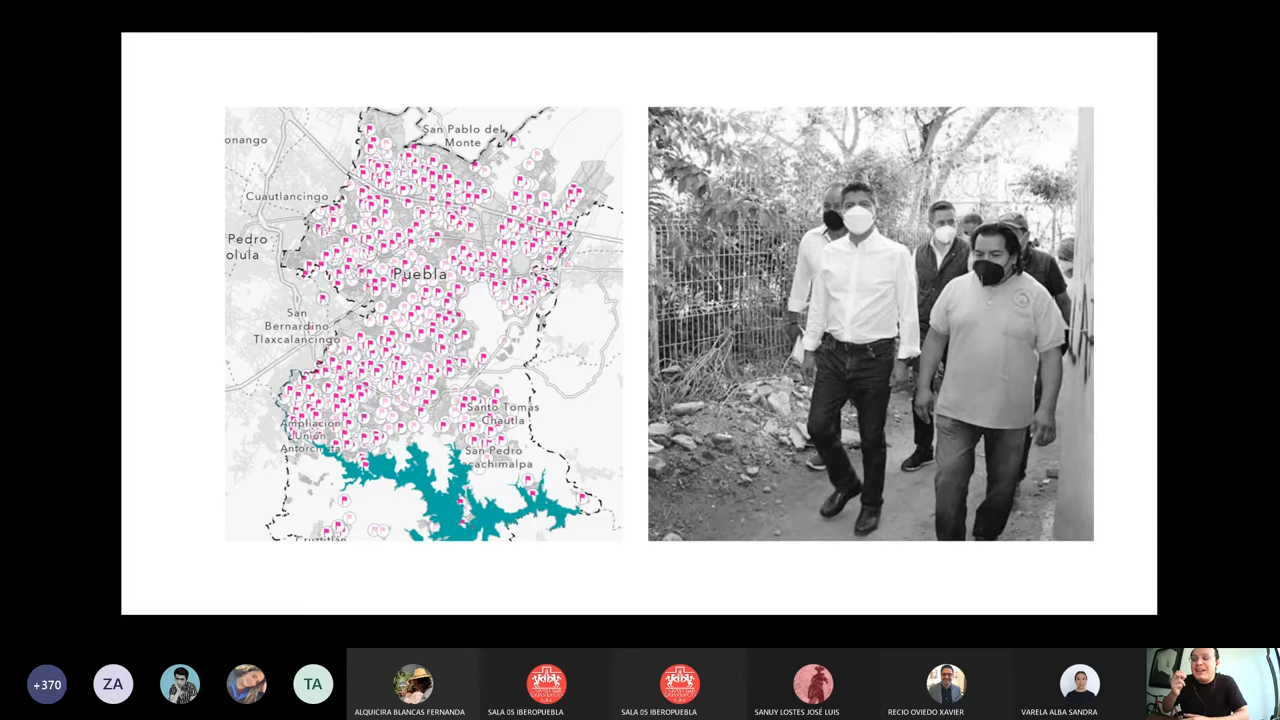 San Pablo del
Monte
onango
Cuautlancingo
Pedro
olula
Puebla
San
Bernardino
Tlaxcalancingo
Santo Tomás
Chautla
Ampliación
Unión
Antorchista
San Pedro
acachimalpa
+370
ZA
TA
ALQUICIRA BLANCAS FERNANDA
SALA 05 IBEROPUEBLA
SALA 05 IBEROPUEBLA
SANUY LOSTES JOSÉ LUIS
RECIO OVIEDO XAVIER
VARELA ALBA SANDRA